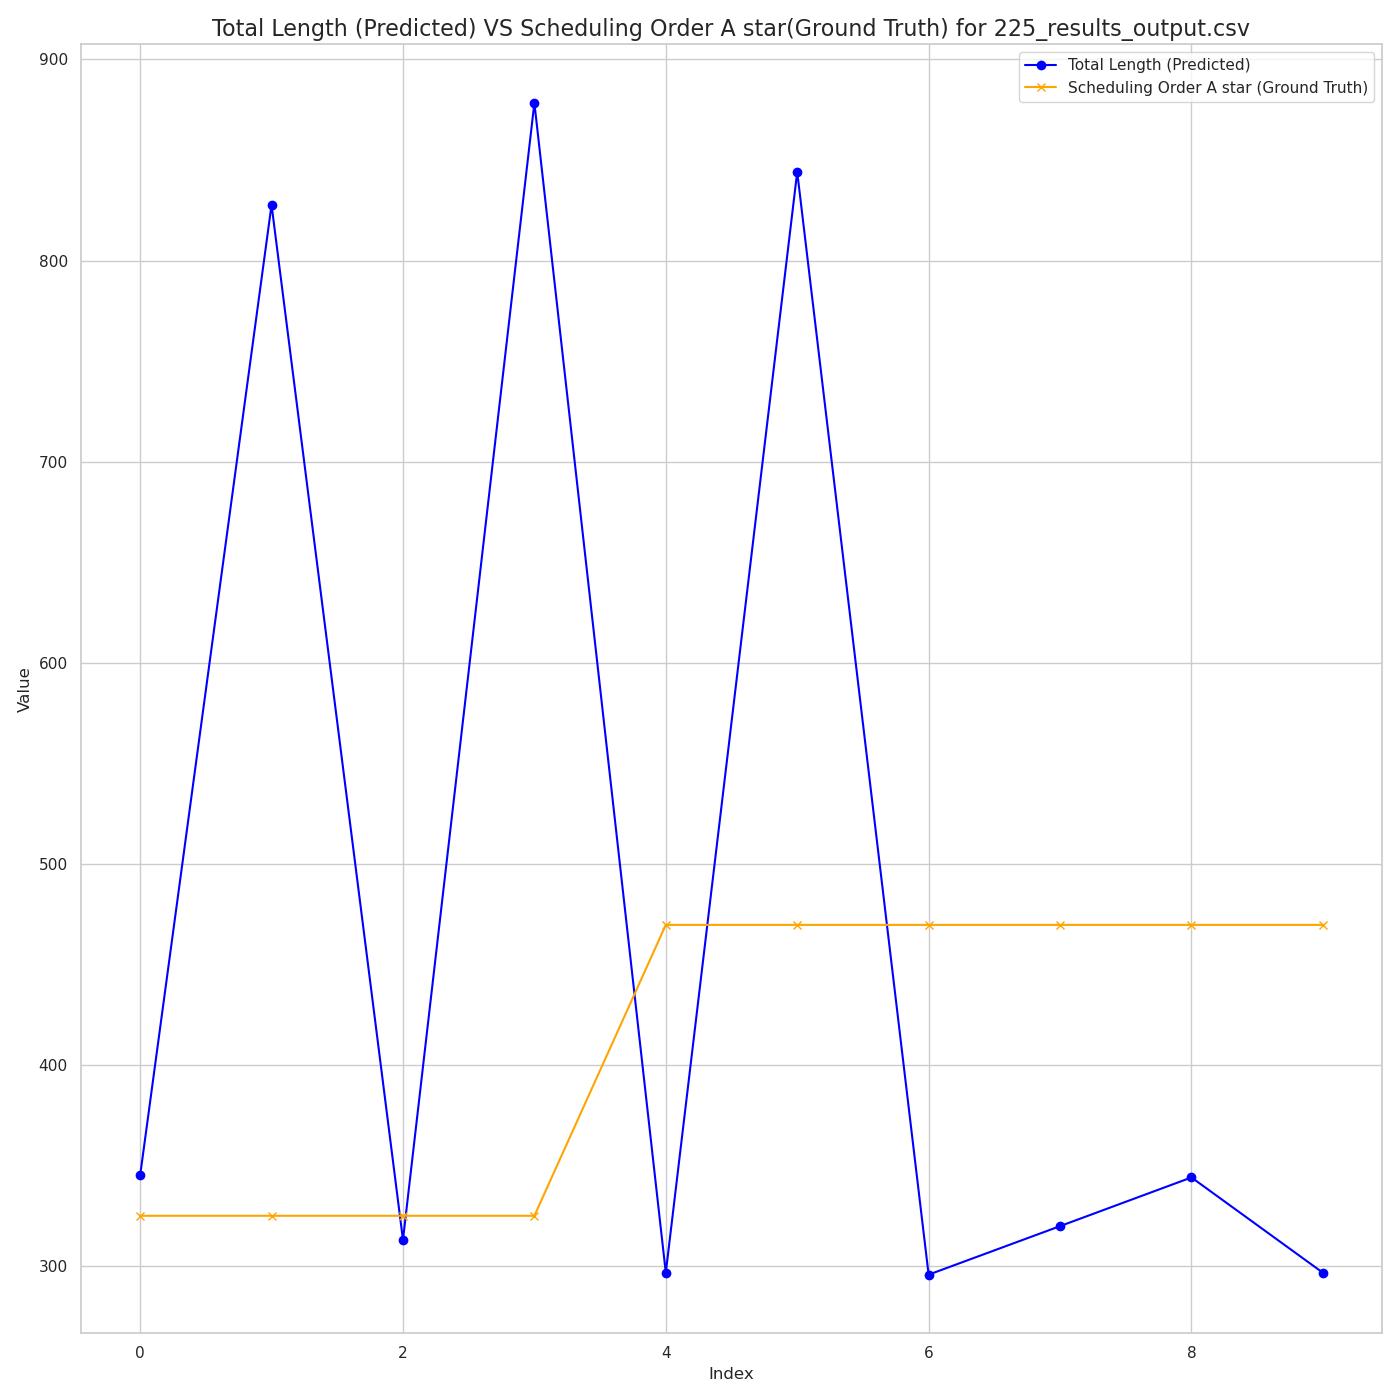 Total Length (Predicted) VS Scheduling Order A star(Ground Truth) for 225_results_output.csv
Total Length (Predicted)
Scheduling Order A star (Ground Truth)
900
800
700
600
500
400
300
Value
0 2 4 6 8
Index